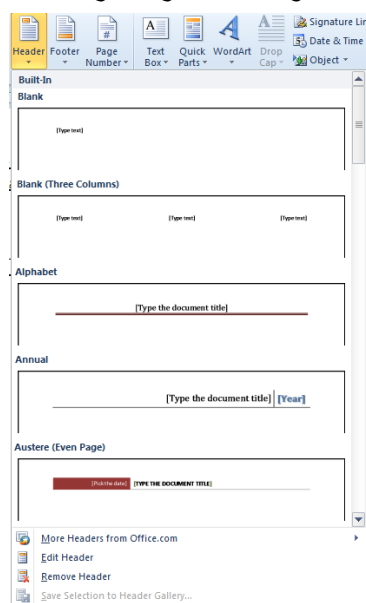 Header Footer Page Number Text Box Quick Parts WordArt Drop Cap Signature Lin
Date & Time
Object
Built-In
Blank
[Type text]
Blank (Three Columns)
[Type text] [Type text] [Type text]
Alphabet
[Type the document title]
Annual
[Type the document title] [Year]
Austere (Even Page)
[Pick the date] [TYPE THE DOCUMENT TITLE]
More Headers from Office.com
Edit Header
Remove Header
Save Selection to Header Gallery...